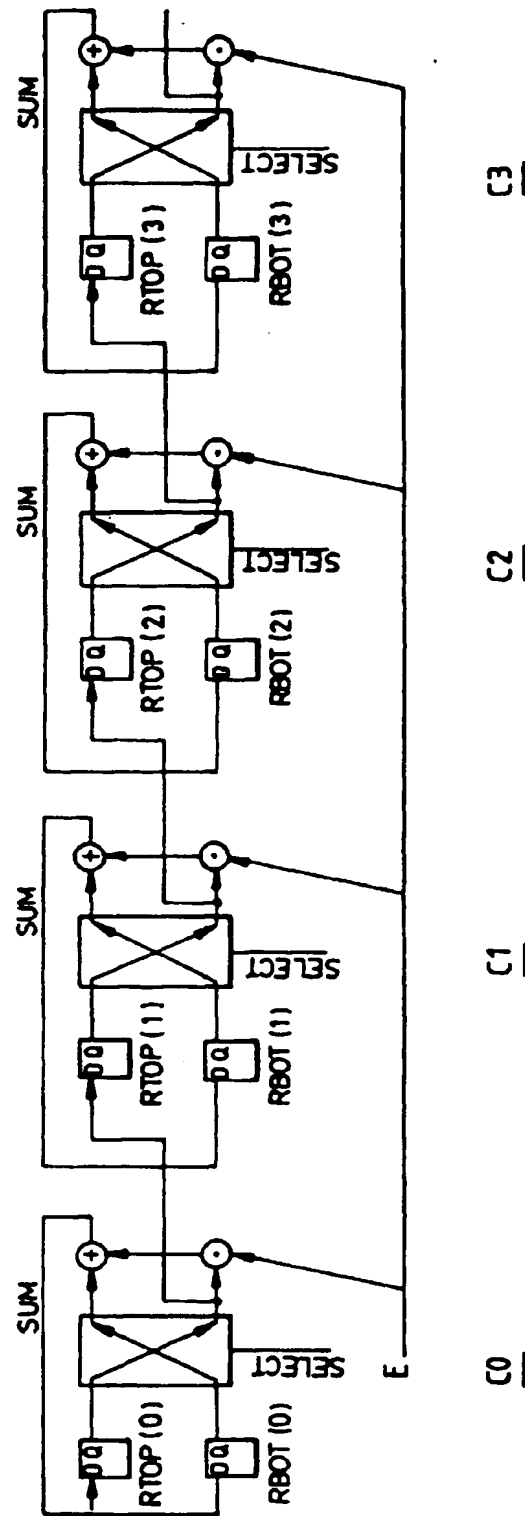 SUM
+
D Q
RTOP(0)
D Q
RBOT(0)
SELECT
E
C0
SUM
+
D Q
RTOP(1)
D Q
RBOT(1)
SELECT
C1
SUM
+
D Q
RTOP(2)
D Q
RBOT(2)
SELECT
C2
SUM
+
D Q
RTOP(3)
D Q
RBOT(3)
SELECT
C3